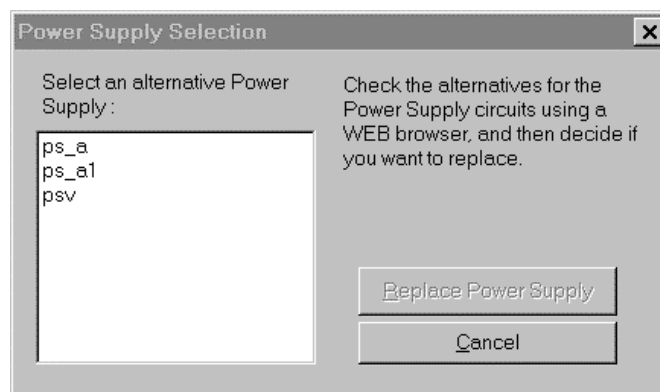 Power Supply Selection
Select an alternative Power
Supply :
ps_a
ps_a1
psv
Check the alternatives for the
Power Supply circuits using a
WEB browser, and then decide if
you want to replace.
Replace Power Supply
Cancel